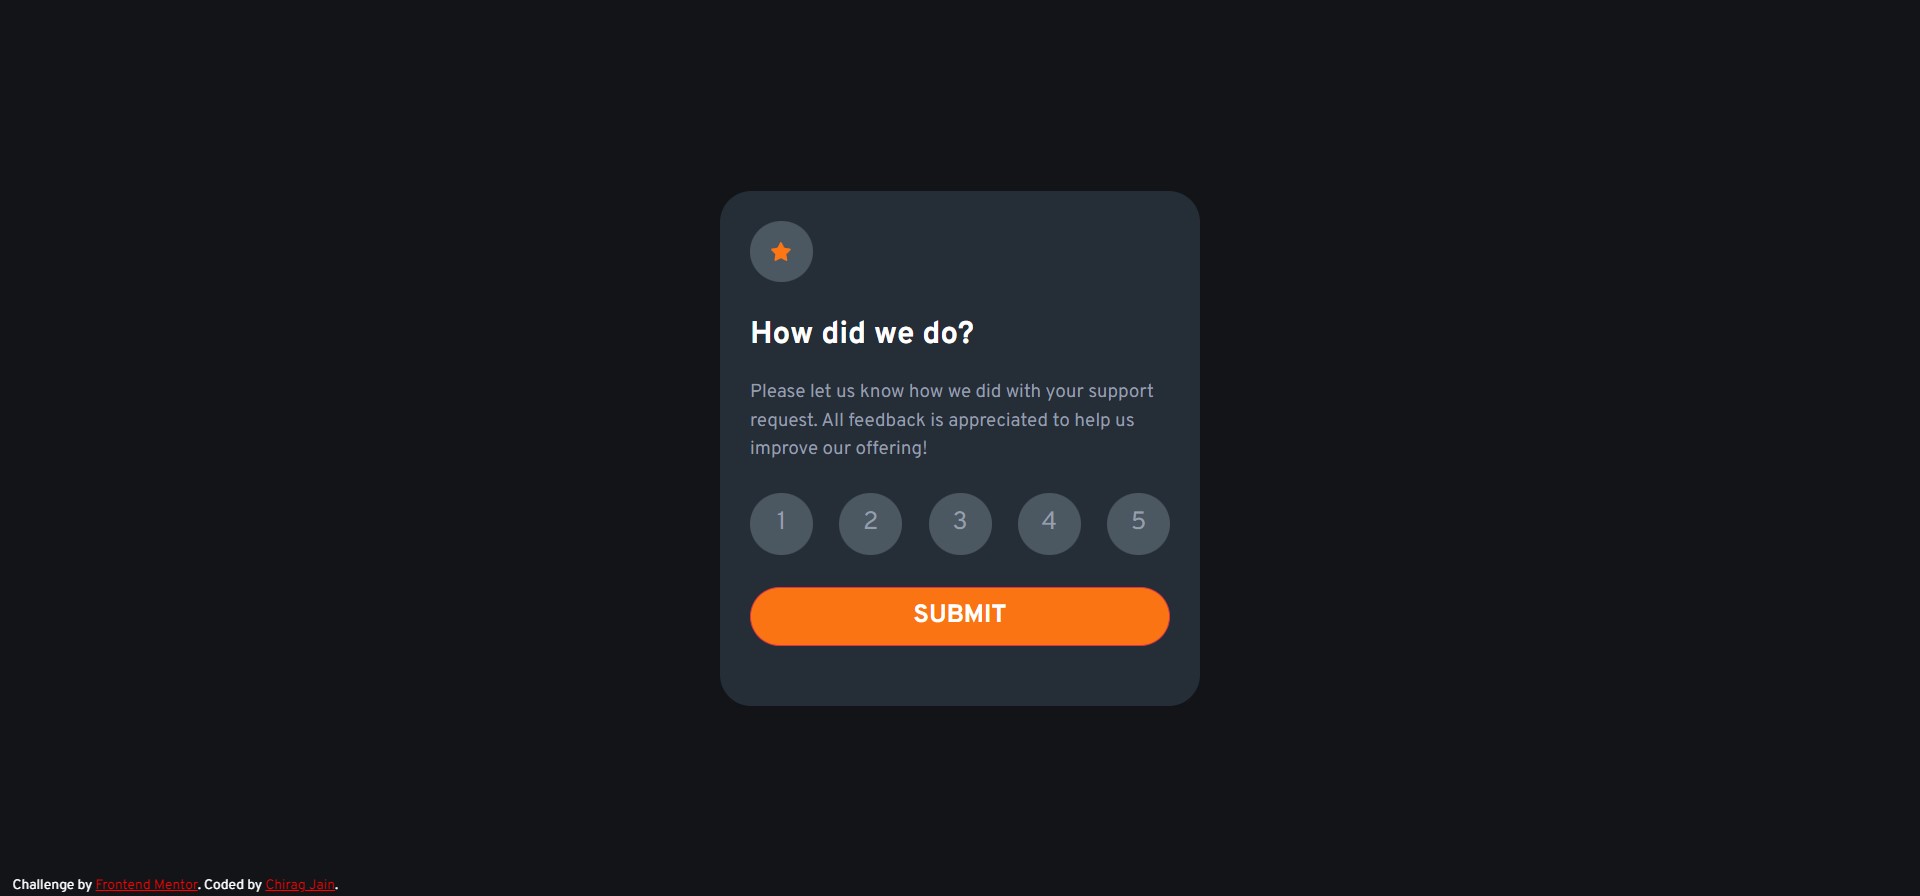 How did we do?
Please let us know how we did with your support
request. All feedback is appreciated to help us
improve our offering!
1 2 3 4 5
SUBMIT
Challenge by Frontend Mentor. Coded by Chirag Jain.